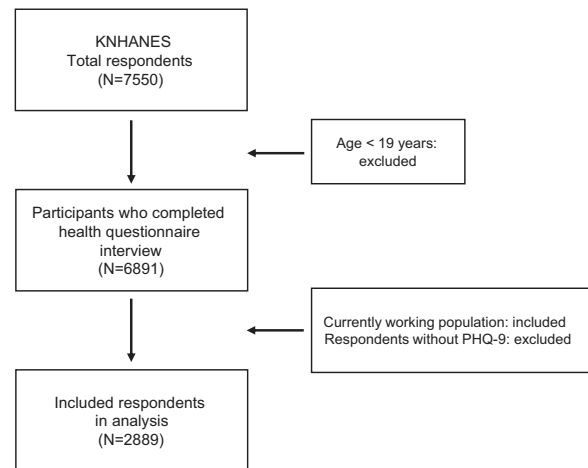 KNHANES
Total respondents
(N=7550)
Age < 19 years:
excluded
Participants who completed
health questionnaire
interview
(N=6891)
Currently working population: included
Respondents without PHQ-9: excluded
Included respondents
in analysis
(N=2889)